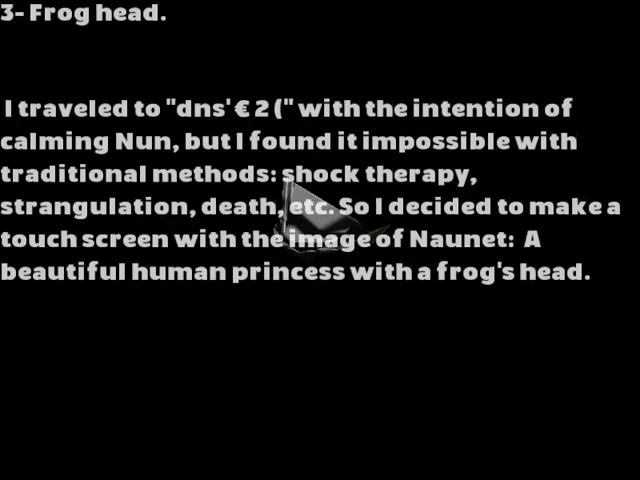 3- Frog head.
I traveled to "dns'€ 2 (" with the intention of
calming Nun, but I found it impossible with
traditional methods: shock therapy,
strangulation, death, etc. So I decided to make a
touch screen with the image of Naunet:  A
beautiful human princess with a frog's head.